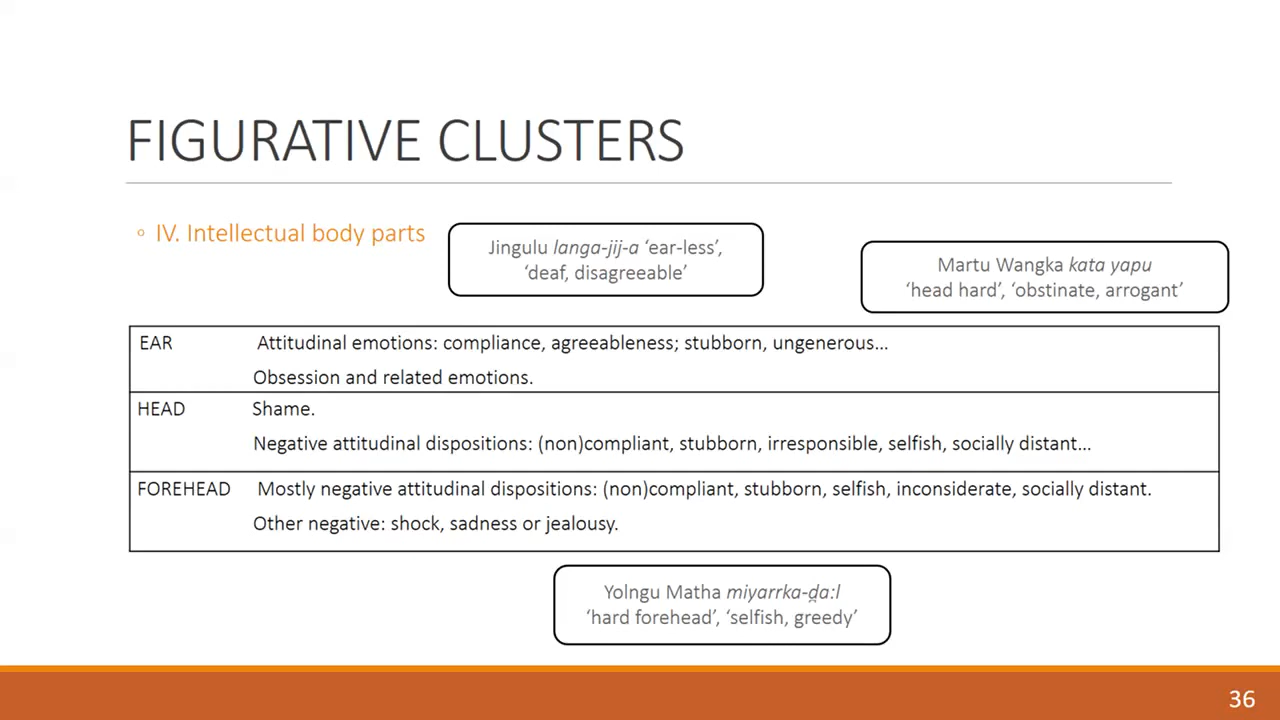 FIGURATIVE CLUSTERS
◦ IV. Intellectual body parts
Jingulu langa-jij-a ‘ear-less’,
‘deaf, disagreeable’
Martu Wangka kata yapu
‘head hard’, ‘obstinate, arrogant’
EAR Attitudinal emotions: compliance, agreeableness; stubborn, ungenerous…
Obsession and related emotions.
HEAD Shame.
Negative attitudinal dispositions: (non)compliant, stubborn, irresponsible, selfish, socially distant…
FOREHEAD Mostly negative attitudinal dispositions: (non)compliant, stubborn, selfish, inconsiderate, socially distant.
Other negative: shock, sadness or jealousy.
Yolngu Matha miyarrka-d̪a:l
‘hard forehead’, ‘selfish, greedy’
36